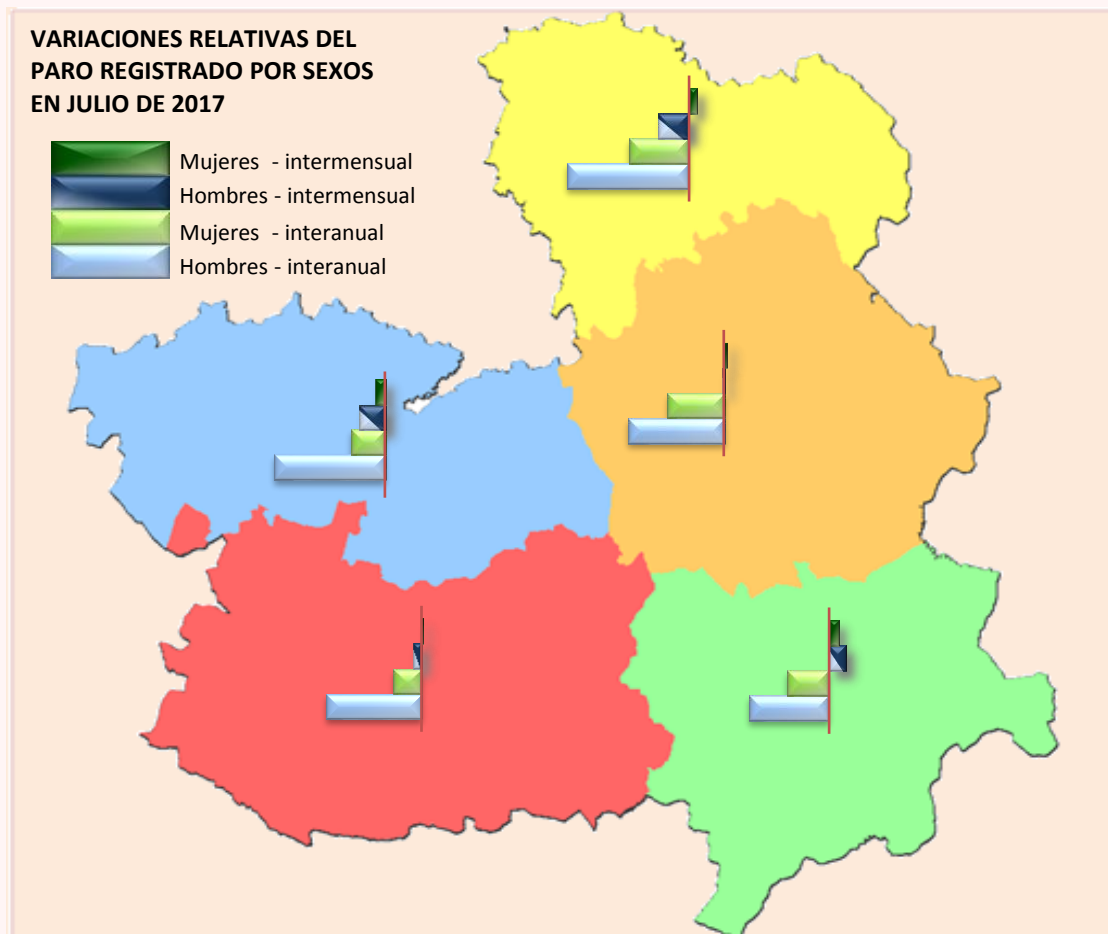 VARIACIONES RELATIVAS DEL
PARO REGISTRADO POR SEXOS
EN JULIO DE 2017
Mujeres - intermensual
Hombres - intermensual
Mujeres - interanual
Hombres - interanual